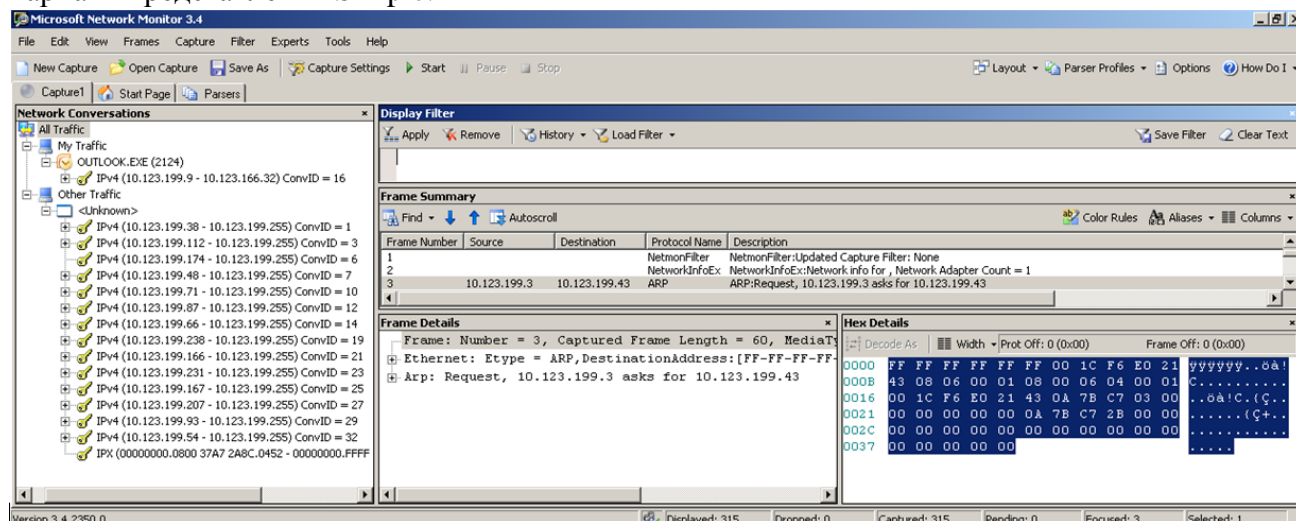 Microsoft Network Monitor 3.4
File Edit View Frames Capture Filter Experts Tools Help
New Capture Open Capture Save As Capture Settings Start Pause Stop Layout Parser Profiles Options How Do I
Capture1 Start Page Parsers
Network Conversations
All Traffic
My Traffic
OUTLOOK.EXE (2124)
IPv4 (10.123.199.9 - 10.123.166.32) ConvID = 16
Other Traffic
<Unknown>
IPv4 (10.123.199.38 - 10.123.199.255) ConvID = 1
IPv4 (10.123.199.112 - 10.123.199.255) ConvID = 3
IPv4 (10.123.199.174 - 10.123.199.255) ConvID = 6
IPv4 (10.123.199.48 - 10.123.199.255) ConvID = 7
IPv4 (10.123.199.71 - 10.123.199.255) ConvID = 10
IPv4 (10.123.199.87 - 10.123.199.255) ConvID = 12
IPv4 (10.123.199.66 - 10.123.199.255) ConvID = 14
IPv4 (10.123.199.238 - 10.123.199.255) ConvID = 19
IPv4 (10.123.199.166 - 10.123.199.255) ConvID = 21
IPv4 (10.123.199.231 - 10.123.199.255) ConvID = 23
IPv4 (10.123.199.167 - 10.123.199.255) ConvID = 25
IPv4 (10.123.199.207 - 10.123.199.255) ConvID = 27
IPv4 (10.123.199.93 - 10.123.199.255) ConvID = 29
IPv4 (10.123.199.54 - 10.123.199.255) ConvID = 32
IPX (00000000.0800 37A7 2A8C.0452 - 00000000.FFFF
Display Filter
Apply Remove History Load Filter Save Filter Clear Text
Frame Summary
Find Autoscroll Color Rules Aliases Columns
Frame Number Source Destination Protocol Name Description
1 NetmonFilter NetmonFilter:Updated Capture Filter: None
2 NetworkInfoEx NetworkInfoEx:Network info for , Network Adapter Count = 1
3 10.123.199.3 10.123.199.43 ARP ARP:Request, 10.123.199.3 asks for 10.123.199.43
Frame Details
Frame: Number = 3, Captured Frame Length = 60, MediaTy
Ethernet: Etype = ARP,DestinationAddress:[FF-FF-FF-FF-
Arp: Request, 10.123.199.3 asks for 10.123.199.43
Hex Details
Decode As Width Prot Off: 0 (0x00) Frame Off: 0 (0x00)
0000 FF FF FF FF FF FF 00 1C F6 E0 21 ÿÿÿÿÿÿ..öà!
000B 43 08 06 00 01 08 00 06 04 00 01 C..........
0016 00 1C F6 E0 21 43 0A 7B C7 03 00 ..öà!C.{Ç..
0021 00 00 00 00 00 0A 7B C7 2B 00 00 ......{Ç+..
002C 00 00 00 00 00 00 00 00 00 00 00 ...........
0037 00 00 00 00 00 .....
Version 3.4.2350.0 Displayed: 315 Dropped: 0 Captured: 315 Pending: 0 Focused: 3 Selected: 1